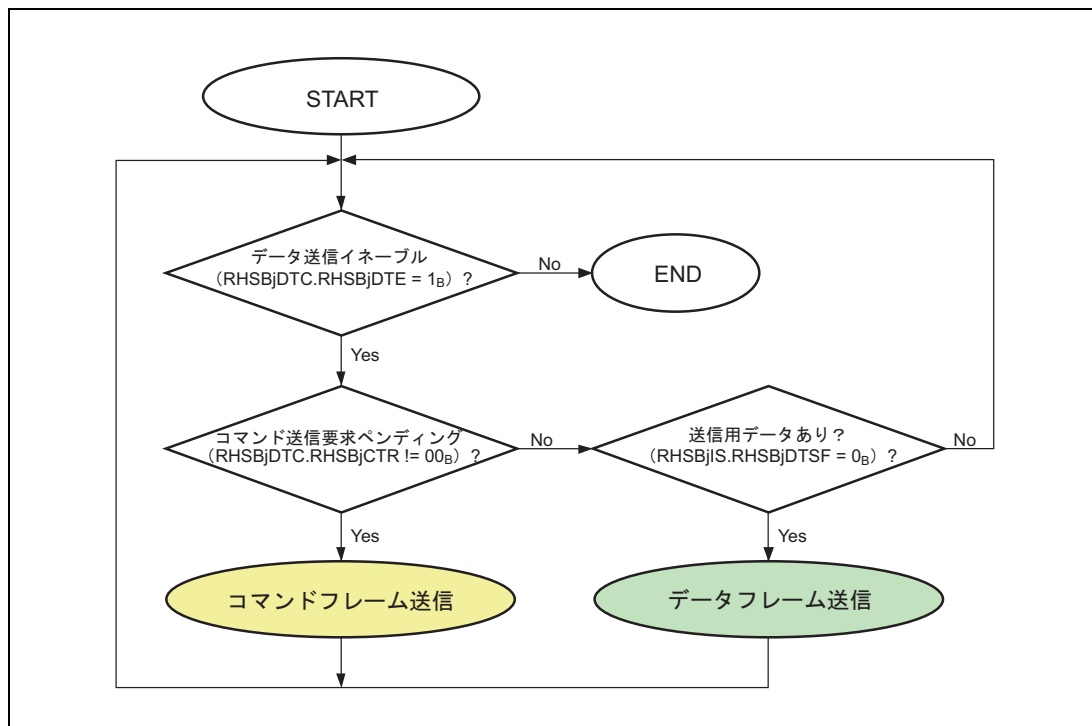 START
データ送信イネーブル
（RHSBjDTC.RHSBjDTE = 1B）?
No
END
Yes
コマンド送信要求ペンディング
（RHSBjDTC.RHSBjCTR != 00B）?
No
送信用データあり？
（RHSBjIS.RHSBjDTSF = 0B）?
No
Yes
Yes
コマンドフレーム送信
データフレーム送信